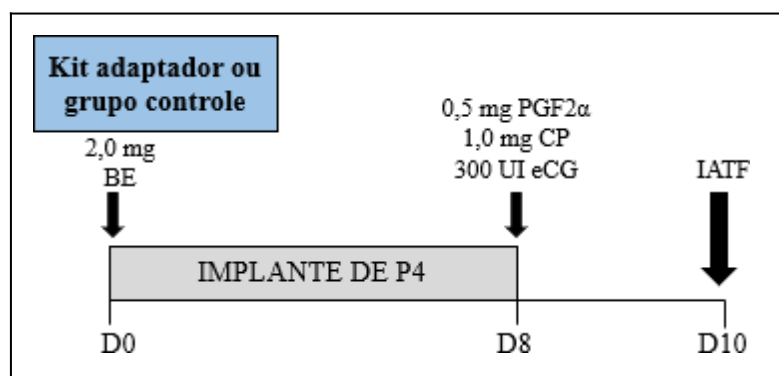 Kit adaptador ou
grupo controle
2,0 mg
BE
0,5 mg PGF2α
1,0 mg CP
300 UI eCG
IATF
IMPLANTE DE P4
D0
D8
D10